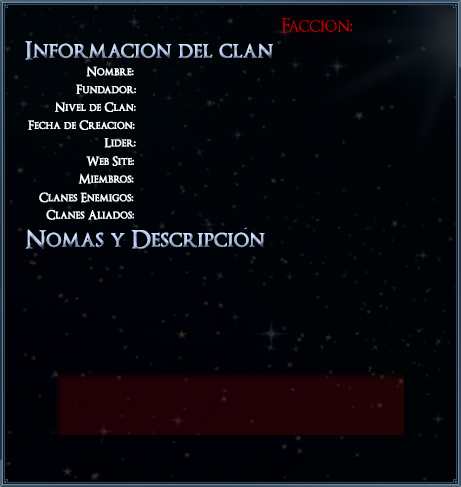 Faccion:
Informacion del clan
Nombre:
Fundador:
Nivel de Clan:
Fecha de Creacion:
Lider:
Web Site:
Miembros:
Clanes Enemigos:
Clanes Aliados:
Nomas y Descripción